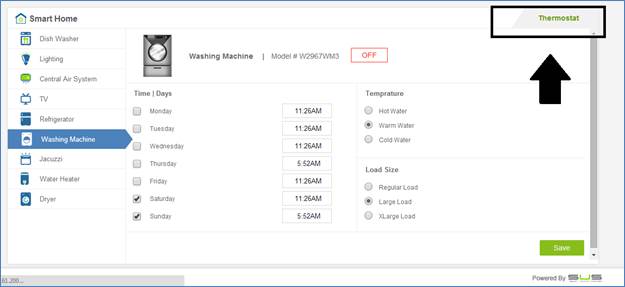 Smart Home
Thermostat
Dish Washer
Lighting
Central Air System
TV
Refrigerator
Washing Machine
Jacuzzi
Water Heater
Dryer
Washing Machine | Model # W2967WM3 OFF
Time | Days
Monday 11:26AM
Tuesday 11:26AM
Wednesday 11:26AM
Thursday 5:52AM
Friday 11:26AM
Saturday 11:26AM
Sunday 5:52AM
Temprature
Hot Water
Warm Water
Cold Water
Load Size
Regular Load
Large Load
XLarge Load
Save
61.200...
Powered By SUS